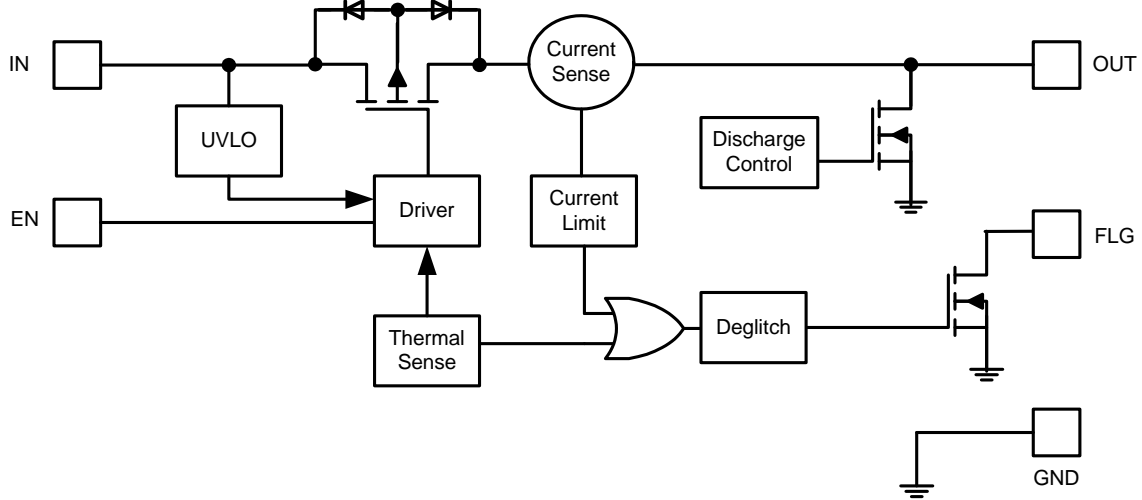 IN
Current
Sense
OUT
UVLO
Discharge
Control
EN
Driver
Current
Limit
FLG
Thermal
Sense
Deglitch
GND